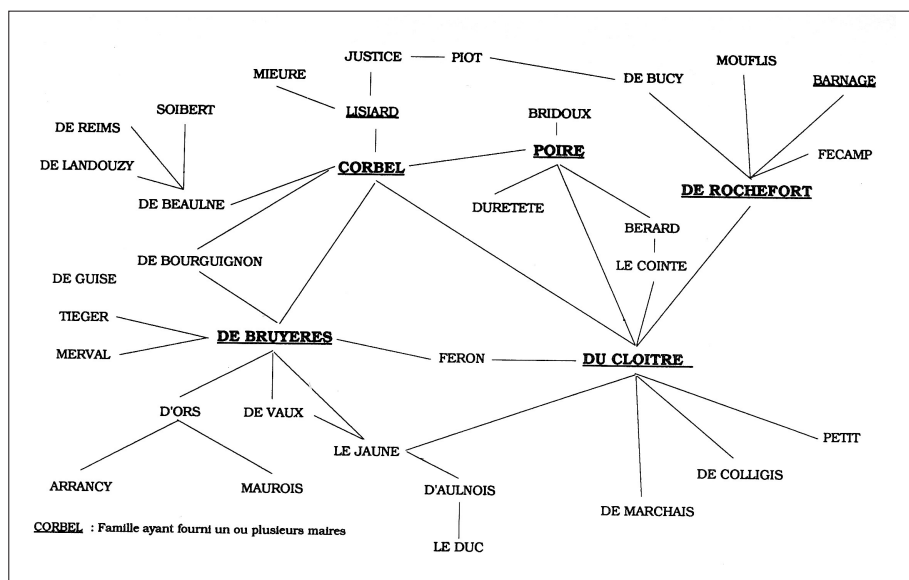 JUSTICE
PIOT
MOUFLIS
MIEURE
DE BUCY
BARNAGE
SOIBERT
LISIARD
BRIDOUX
DE REIMS
POIRE
FECAMP
DE LANDOUZY
CORBEL
DE ROCHEFORT
DE BEAULNE
DURETETE
BERARD
DE BOURGUIGNON
LE COINTE
DE GUISE
TIEGER
DE BRUYERES
MERVAL
FERON
DU CLOITRE
D'ORS
DE VAUX
PETIT
LE JAUNE
DE COLLIGIS
ARRANCY
MAUROIS
D'AULNOIS
DE MARCHAIS
CORBEL : Famille ayant fourni un ou plusieurs maires
LE DUC